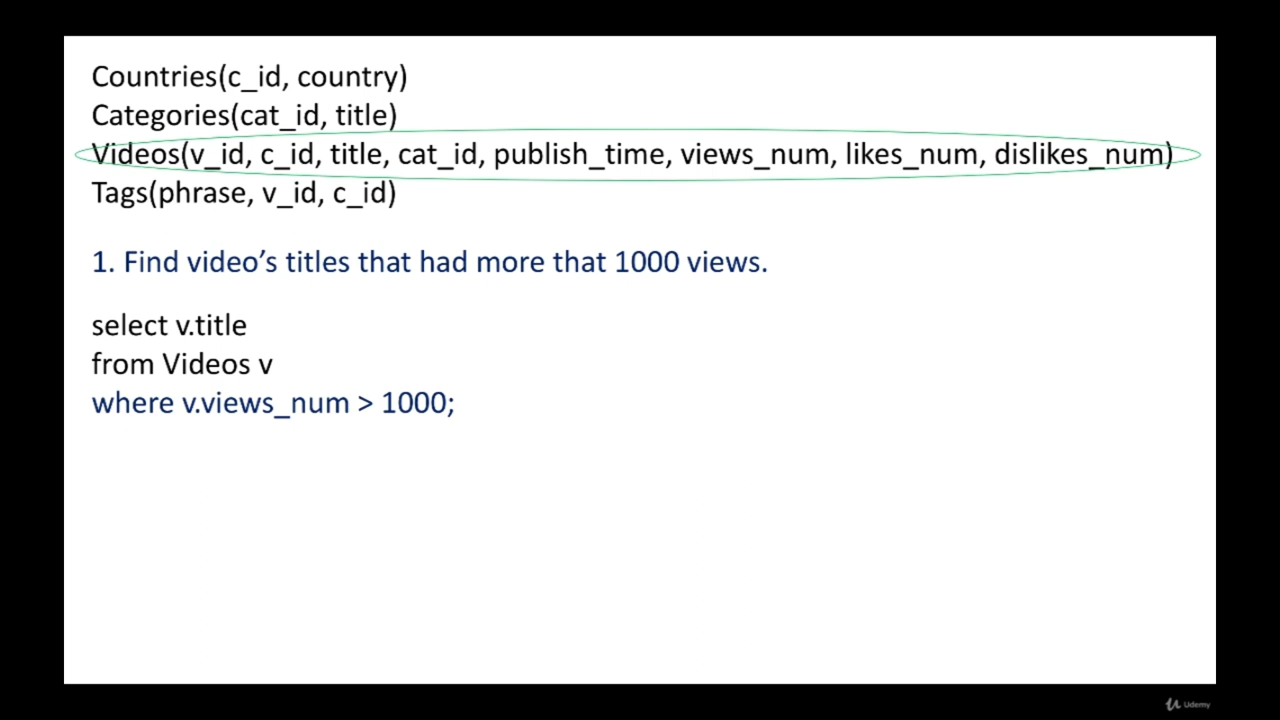 Countries(c_id, country)
Categories(cat_id, title)
Videos(v_id, c_id, title, cat_id, publish_time, views_num, likes_num, dislikes_num)
Tags(phrase, v_id, c_id)
1. Find video’s titles that had more that 1000 views.
select v.title
from Videos v
where v.views_num > 1000;
Udemy